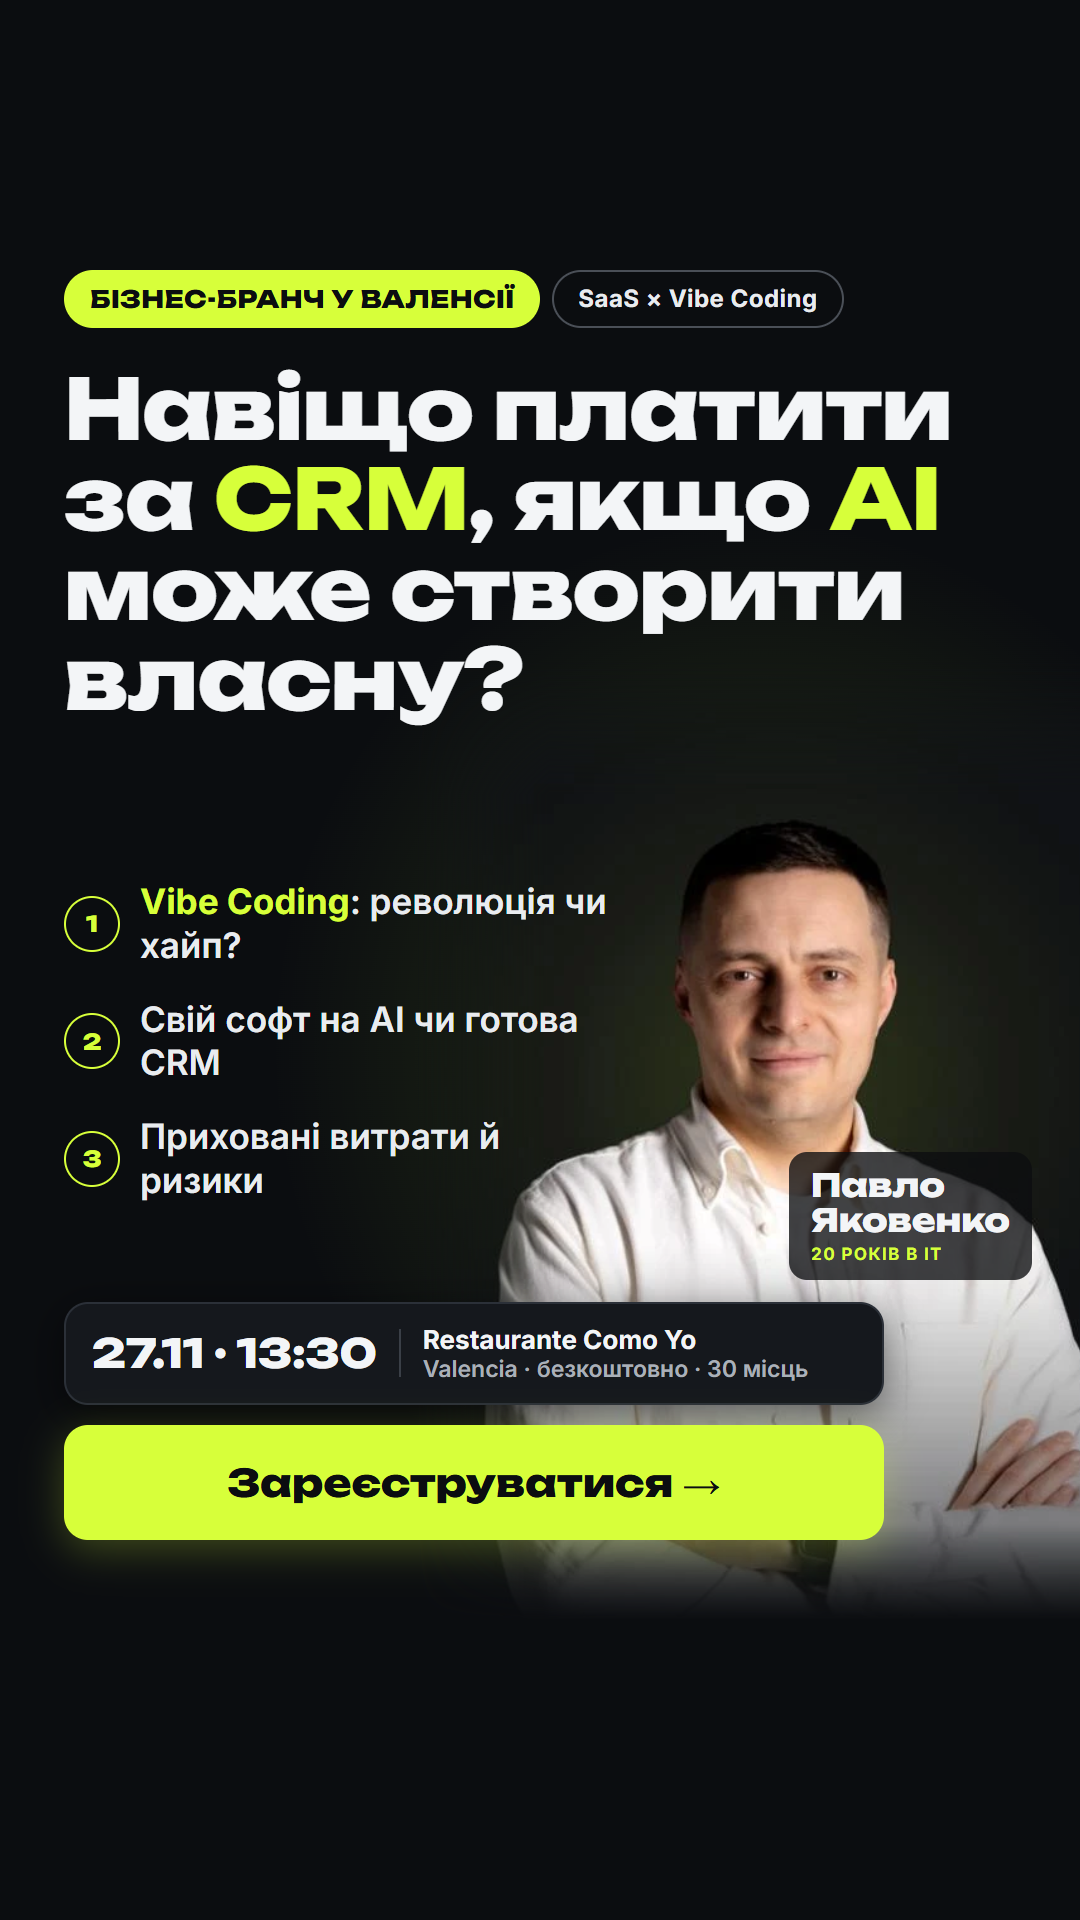 БІЗНЕС-БРАНЧ У ВАЛЕНСІЇ
SaaS × Vibe Coding
Навіщо платити
за CRM, якщо AI
може створити
власну?
1
Vibe Coding: революція чи
хайп?
2
Свій софт на AI чи готова
CRM
3
Приховані витрати й
ризики
Павло
Яковенко
20 РОКІВ В ІТ
27.11 · 13:30
Restaurante Como Yo
Valencia · безкоштовно · 30 місць
Зареєструватися →